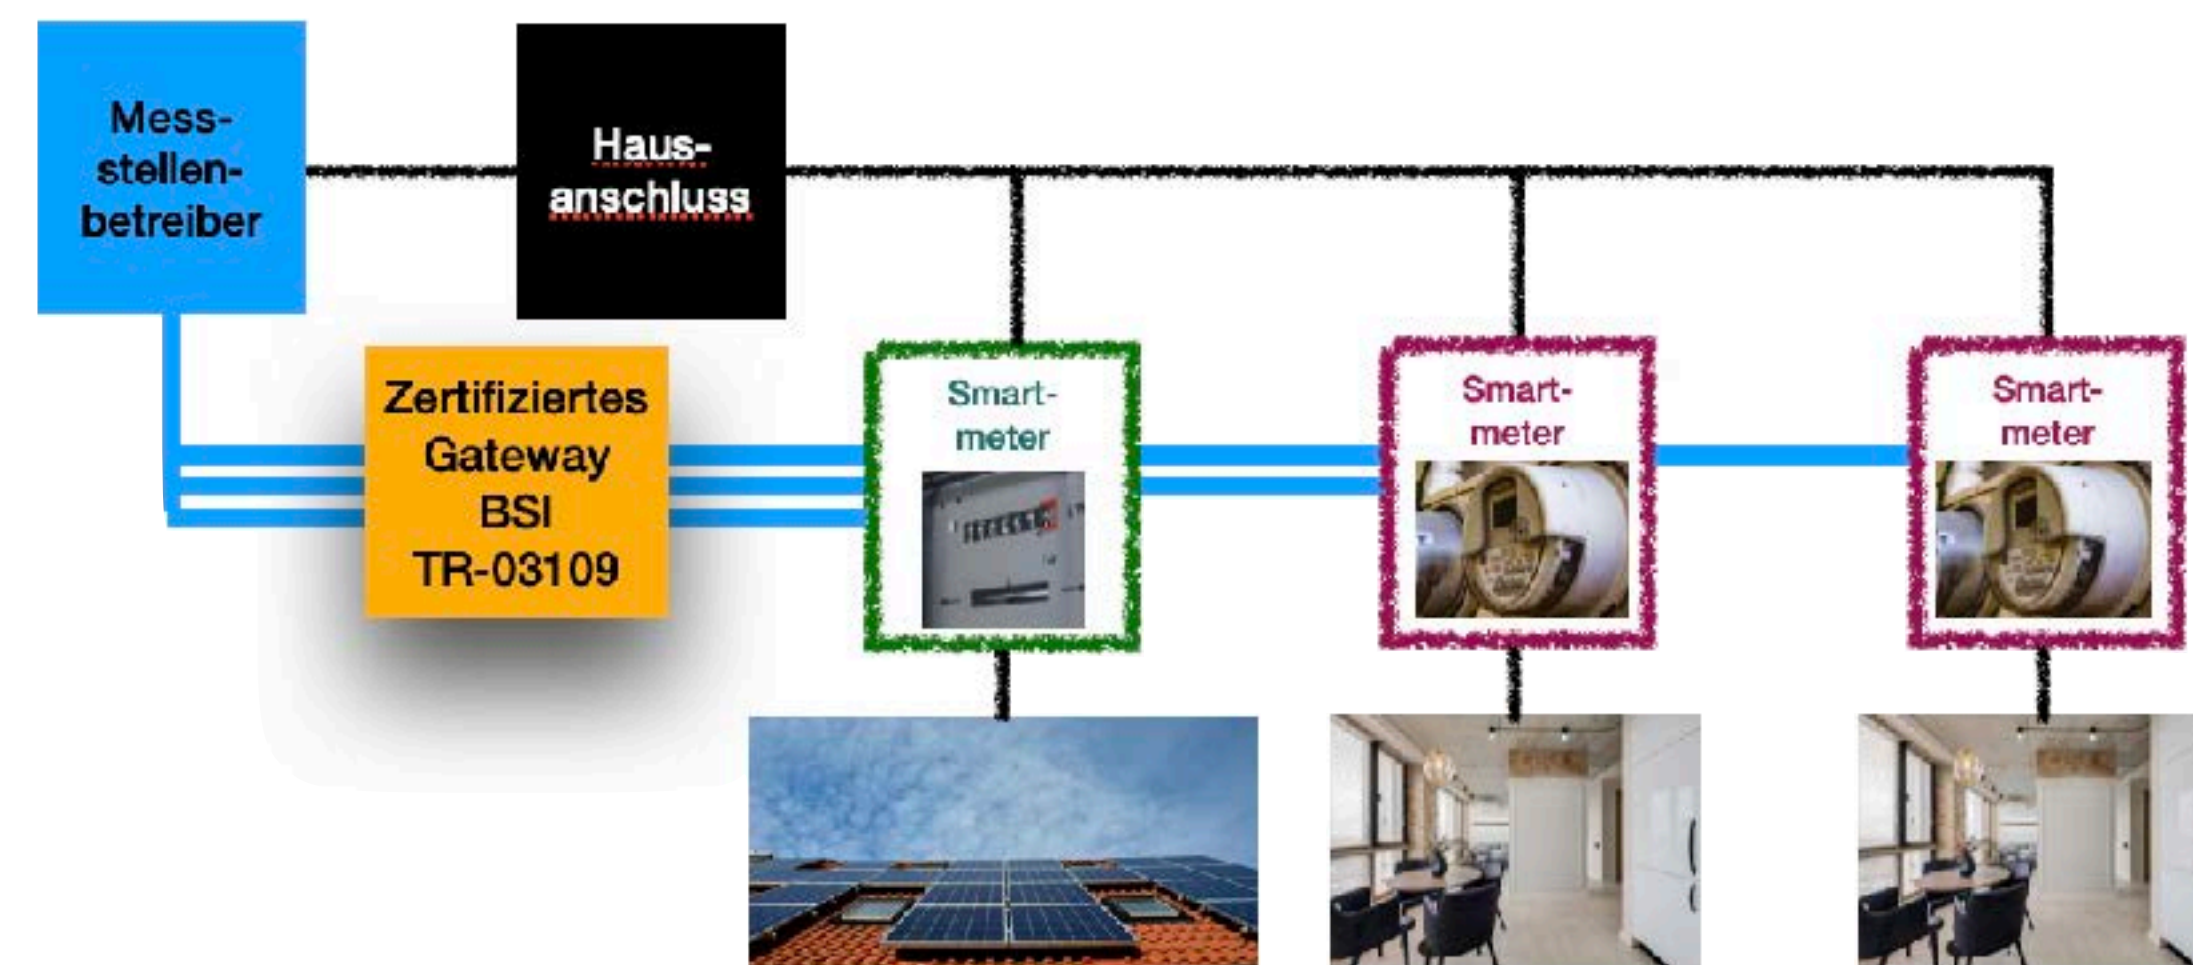 Mess-
stellen-
betreiber
Haus-
anschluss
Zertifiziertes
Gateway
BSI
TR-03109
Smart-
meter
Smart-
meter
Smart-
meter